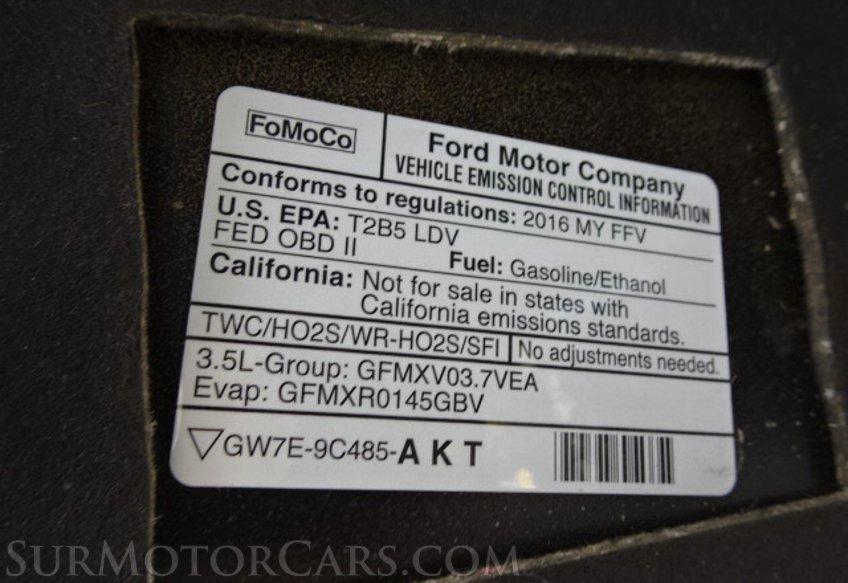 FoMoCo
Ford Motor Company
VEHICLE EMISSION CONTROL INFORMATION
Conforms to regulations: 2016 MY FFV
U.S. EPA: T2B5 LDV
FED OBD II Fuel: Gasoline/Ethanol
California: Not for sale in states with
California emissions standards.
TWC/HO2S/WR-HO2S/SFI No adjustments needed.
3.5L-Group: GFMXV03.7VEA
Evap: GFMXR0145GBV
GW7E-9C485-AKT
SURMOTORCARS.COM